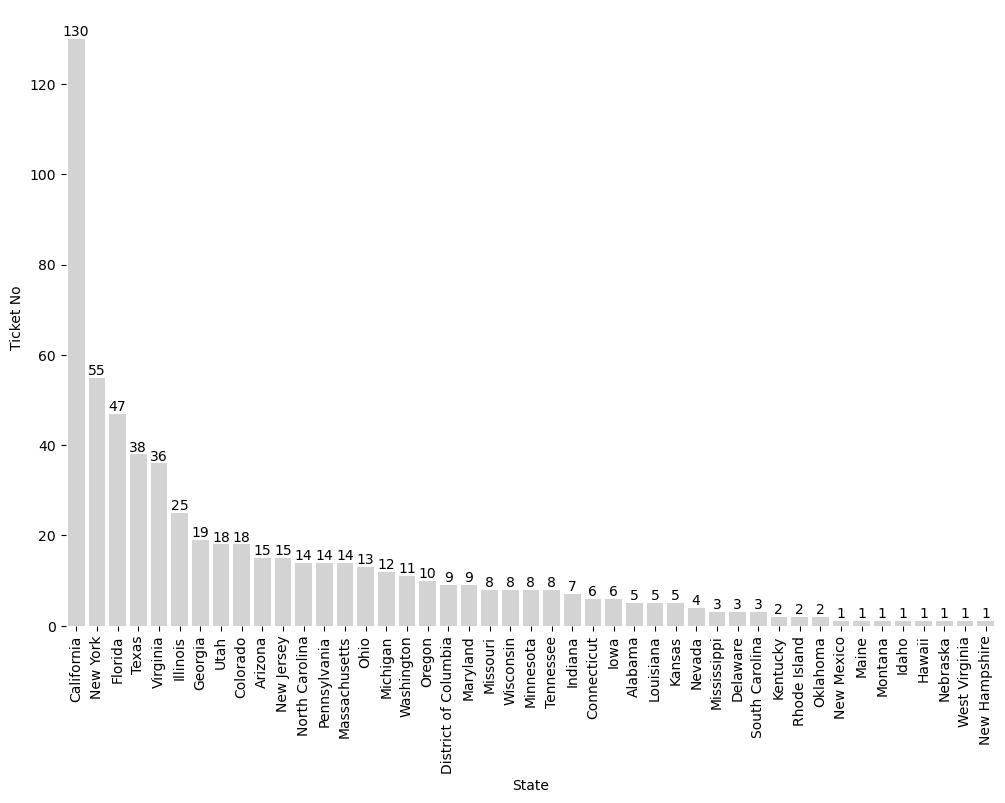 130
120
100
80
60
40
20
0
Ticket No
55
47
38
36
25
19
18
18
15
15
14
14
14
13
12
11
10
9
9
8
8
8
8
7
6
6
5
5
5
4
3
3
3
2
2
2
1
1
1
1
1
1
1
1
California
New York
Florida
Texas
Virginia
Illinois
Georgia
Utah
Colorado
Arizona
New Jersey
North Carolina
Pennsylvania
Massachusetts
Ohio
Michigan
Washington
Oregon
District of Columbia
Maryland
Missouri
Wisconsin
Minnesota
Tennessee
Indiana
Connecticut
Iowa
Alabama
Louisiana
Kansas
Nevada
Mississippi
Delaware
South Carolina
Kentucky
Rhode Island
Oklahoma
New Mexico
Maine
Montana
Idaho
Hawaii
Nebraska
West Virginia
New Hampshire
State